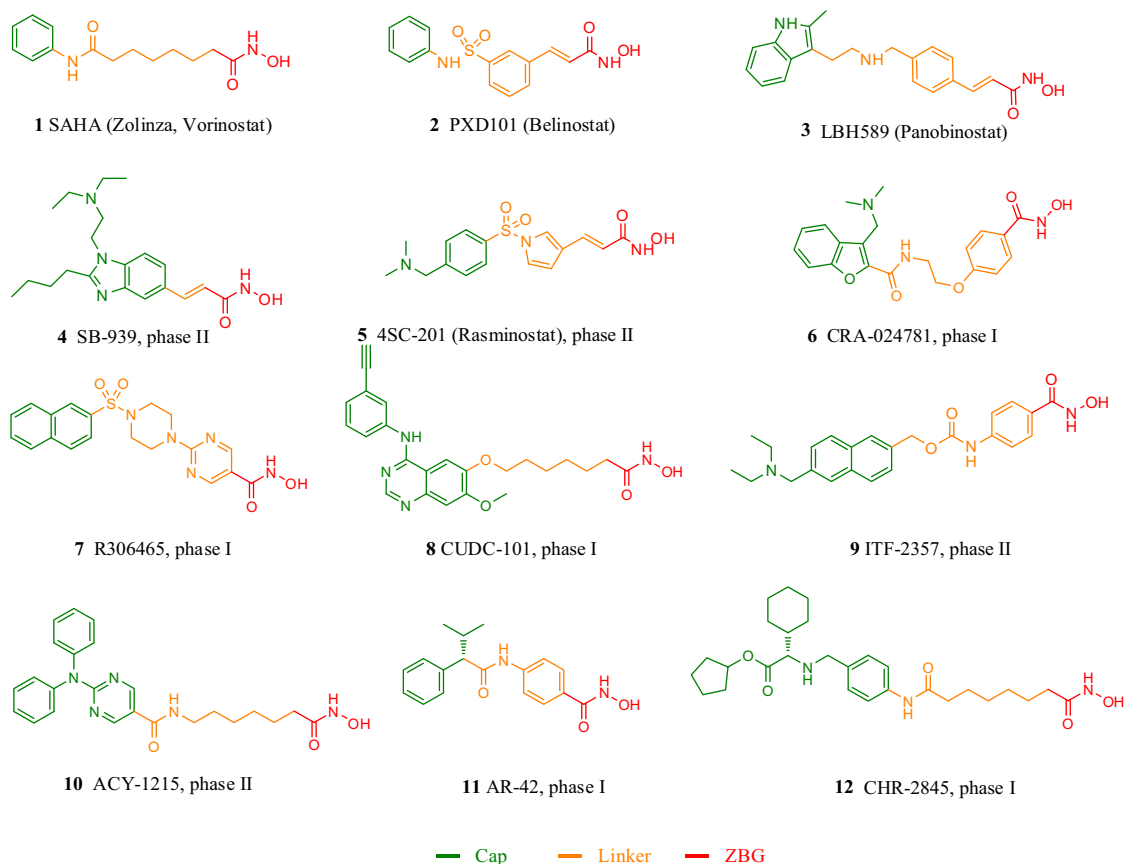 O
H
N
OH
N
H
O
1 SAHA (Zolinza, Vorinostat)
O
O
S
O
NH
NH
OH
2 PXD101 (Belinostat)
NH
NH
NH
OH
O
3 LBH589 (Panobinostat)
N
N
N
H
N
OH
O
4 SB-939, phase II
O
O
S
N
O
OH
NH
N
5 4SC-201 (Rasminostat), phase II
N
O
OH
N
H
H
N
O
O
O
6 CRA-024781, phase I
O
O
S
N
N
N
N
H
N
OH
O
7 R306465, phase I
NH
O
N
N
O
H
N
OH
O
8 CUDC-101, phase I
O
OH
N
H
O
O
N
H
N
9 ITF-2357, phase II
N
N
N
H
N
O
H
N
OH
O
10 ACY-1215, phase II
H
N
O
H
N
OH
O
11 AR-42, phase I
O
O
N
H
O
N
H
H
N
OH
O
12 CHR-2845, phase I
Cap Linker ZBG